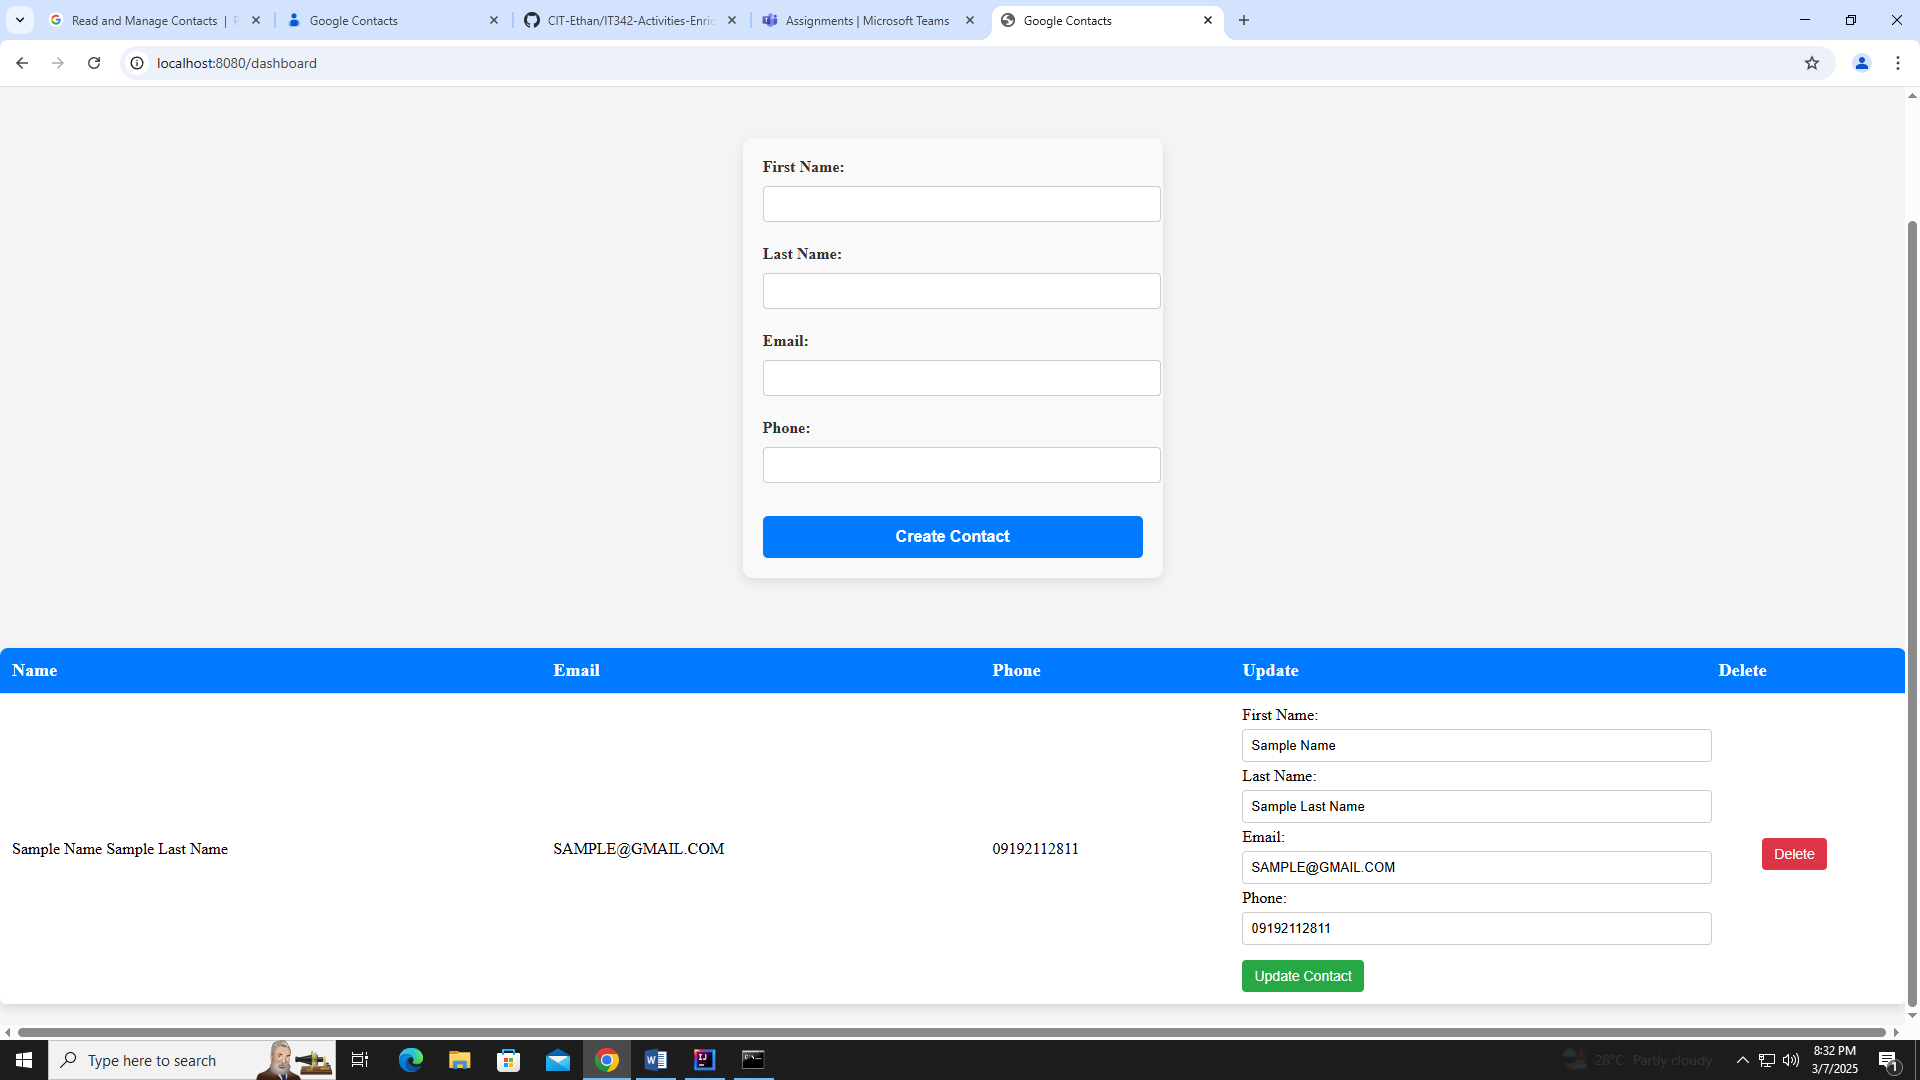 Read and Manage Contacts | P
Google Contacts
CIT-Ethan/IT342-Activities-Enric
Assignments | Microsoft Teams
Google Contacts
localhost:8080/dashboard
First Name:
Last Name:
Email:
Phone:
Create Contact
Name Email Phone Update Delete
First Name:
Sample Name
Last Name:
Sample Last Name
Email:
Sample Name Sample Last Name SAMPLE@GMAIL.COM 09192112811
Delete
SAMPLE@GMAIL.COM
Phone:
09192112811
Update Contact
Type here to search
28°C Partly cloudy
8:32 PM
3/7/2025
1